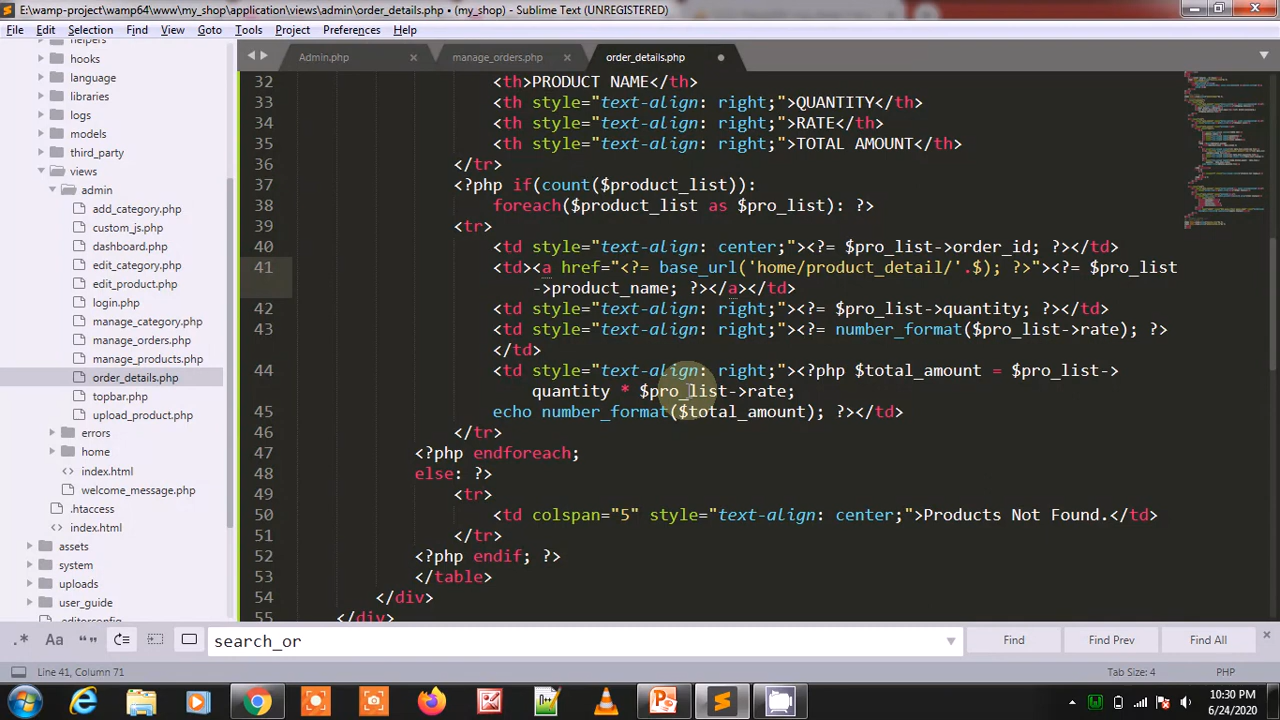 E:\wamp-project\wamp64\www\my_shop\application\views\admin\order_details.php • (my_shop) - Sublime Text (UNREGISTERED)
File Edit Selection Find View Goto Tools Project Preferences Help
helpers
hooks
language
libraries
logs
models
third_party
views
admin
add_category.php
custom_js.php
dashboard.php
edit_category.php
edit_product.php
login.php
manage_category.php
manage_orders.php
manage_products.php
order_details.php
topbar.php
upload_product.php
errors
home
index.html
welcome_message.php
.htaccess
index.html
assets
system
uploads
user_guide
.editorconfig
Admin.php × manage_orders.php × order_details.php •
32 <th>PRODUCT NAME</th>
33 <th style="text-align: right;">QUANTITY</th>
34 <th style="text-align: right;">RATE</th>
35 <th style="text-align: right;">TOTAL AMOUNT</th>
36 </tr>
37 <?php if(count($product_list)):
38 foreach($product_list as $pro_list): ?>
39 <tr>
40 <td style="text-align: center;"><?= $pro_list->order_id; ?></td>
41 <td><a href="<?= base_url('home/product_detail/'.$); ?>"><?= $pro_list
->product_name; ?></a></td>
42 <td style="text-align: right;"><?= $pro_list->quantity; ?></td>
43 <td style="text-align: right;"><?= number_format($pro_list->rate); ?>
</td>
44 <td style="text-align: right;"><?php $total_amount = $pro_list->
quantity * $pro_list->rate;
45 echo number_format($total_amount); ?></td>
46 </tr>
47 <?php endforeach;
48 else: ?>
49 <tr>
50 <td colspan="5" style="text-align: center;">Products Not Found.</td>
51 </tr>
52 <?php endif; ?>
53 </table>
54 </div>
55 </div>
.* Aa “” search_or Find Find Prev Find All
Line 41, Column 71 Tab Size: 4 PHP
10:30 PM
6/24/2020